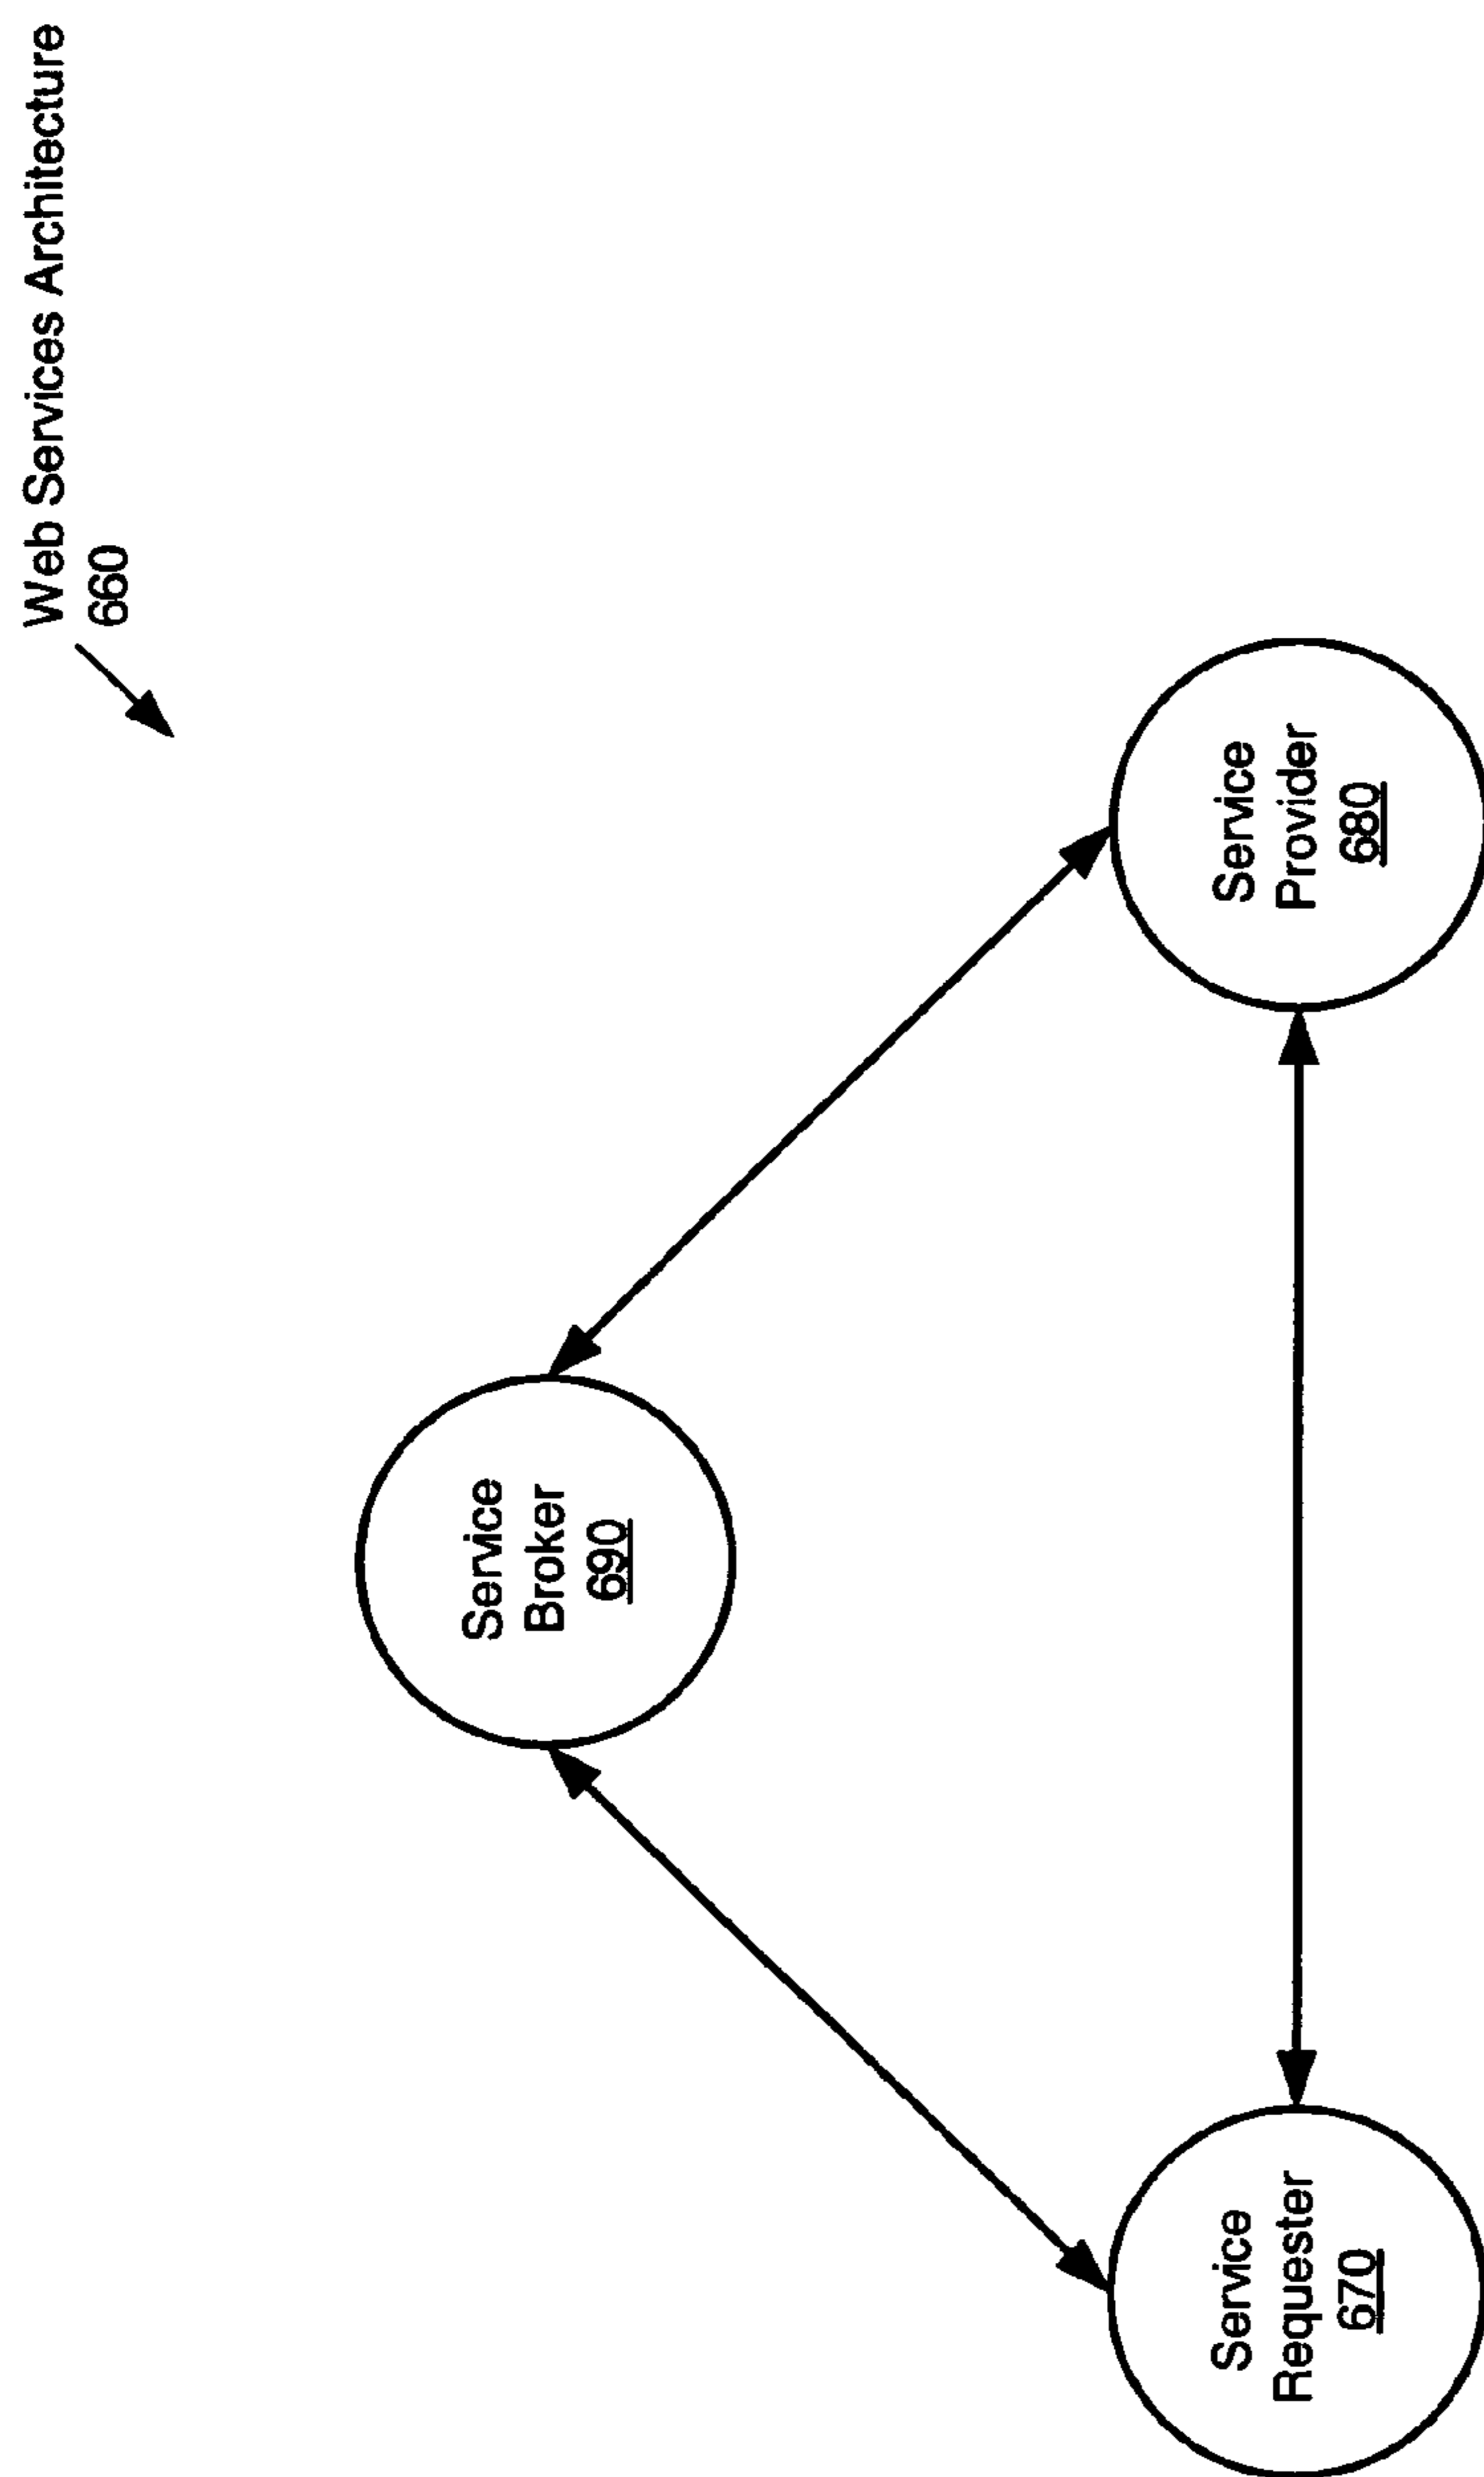 Web Services Architecture
660
Service
Broker
690
Service
Requester
670
Service
Provider
680